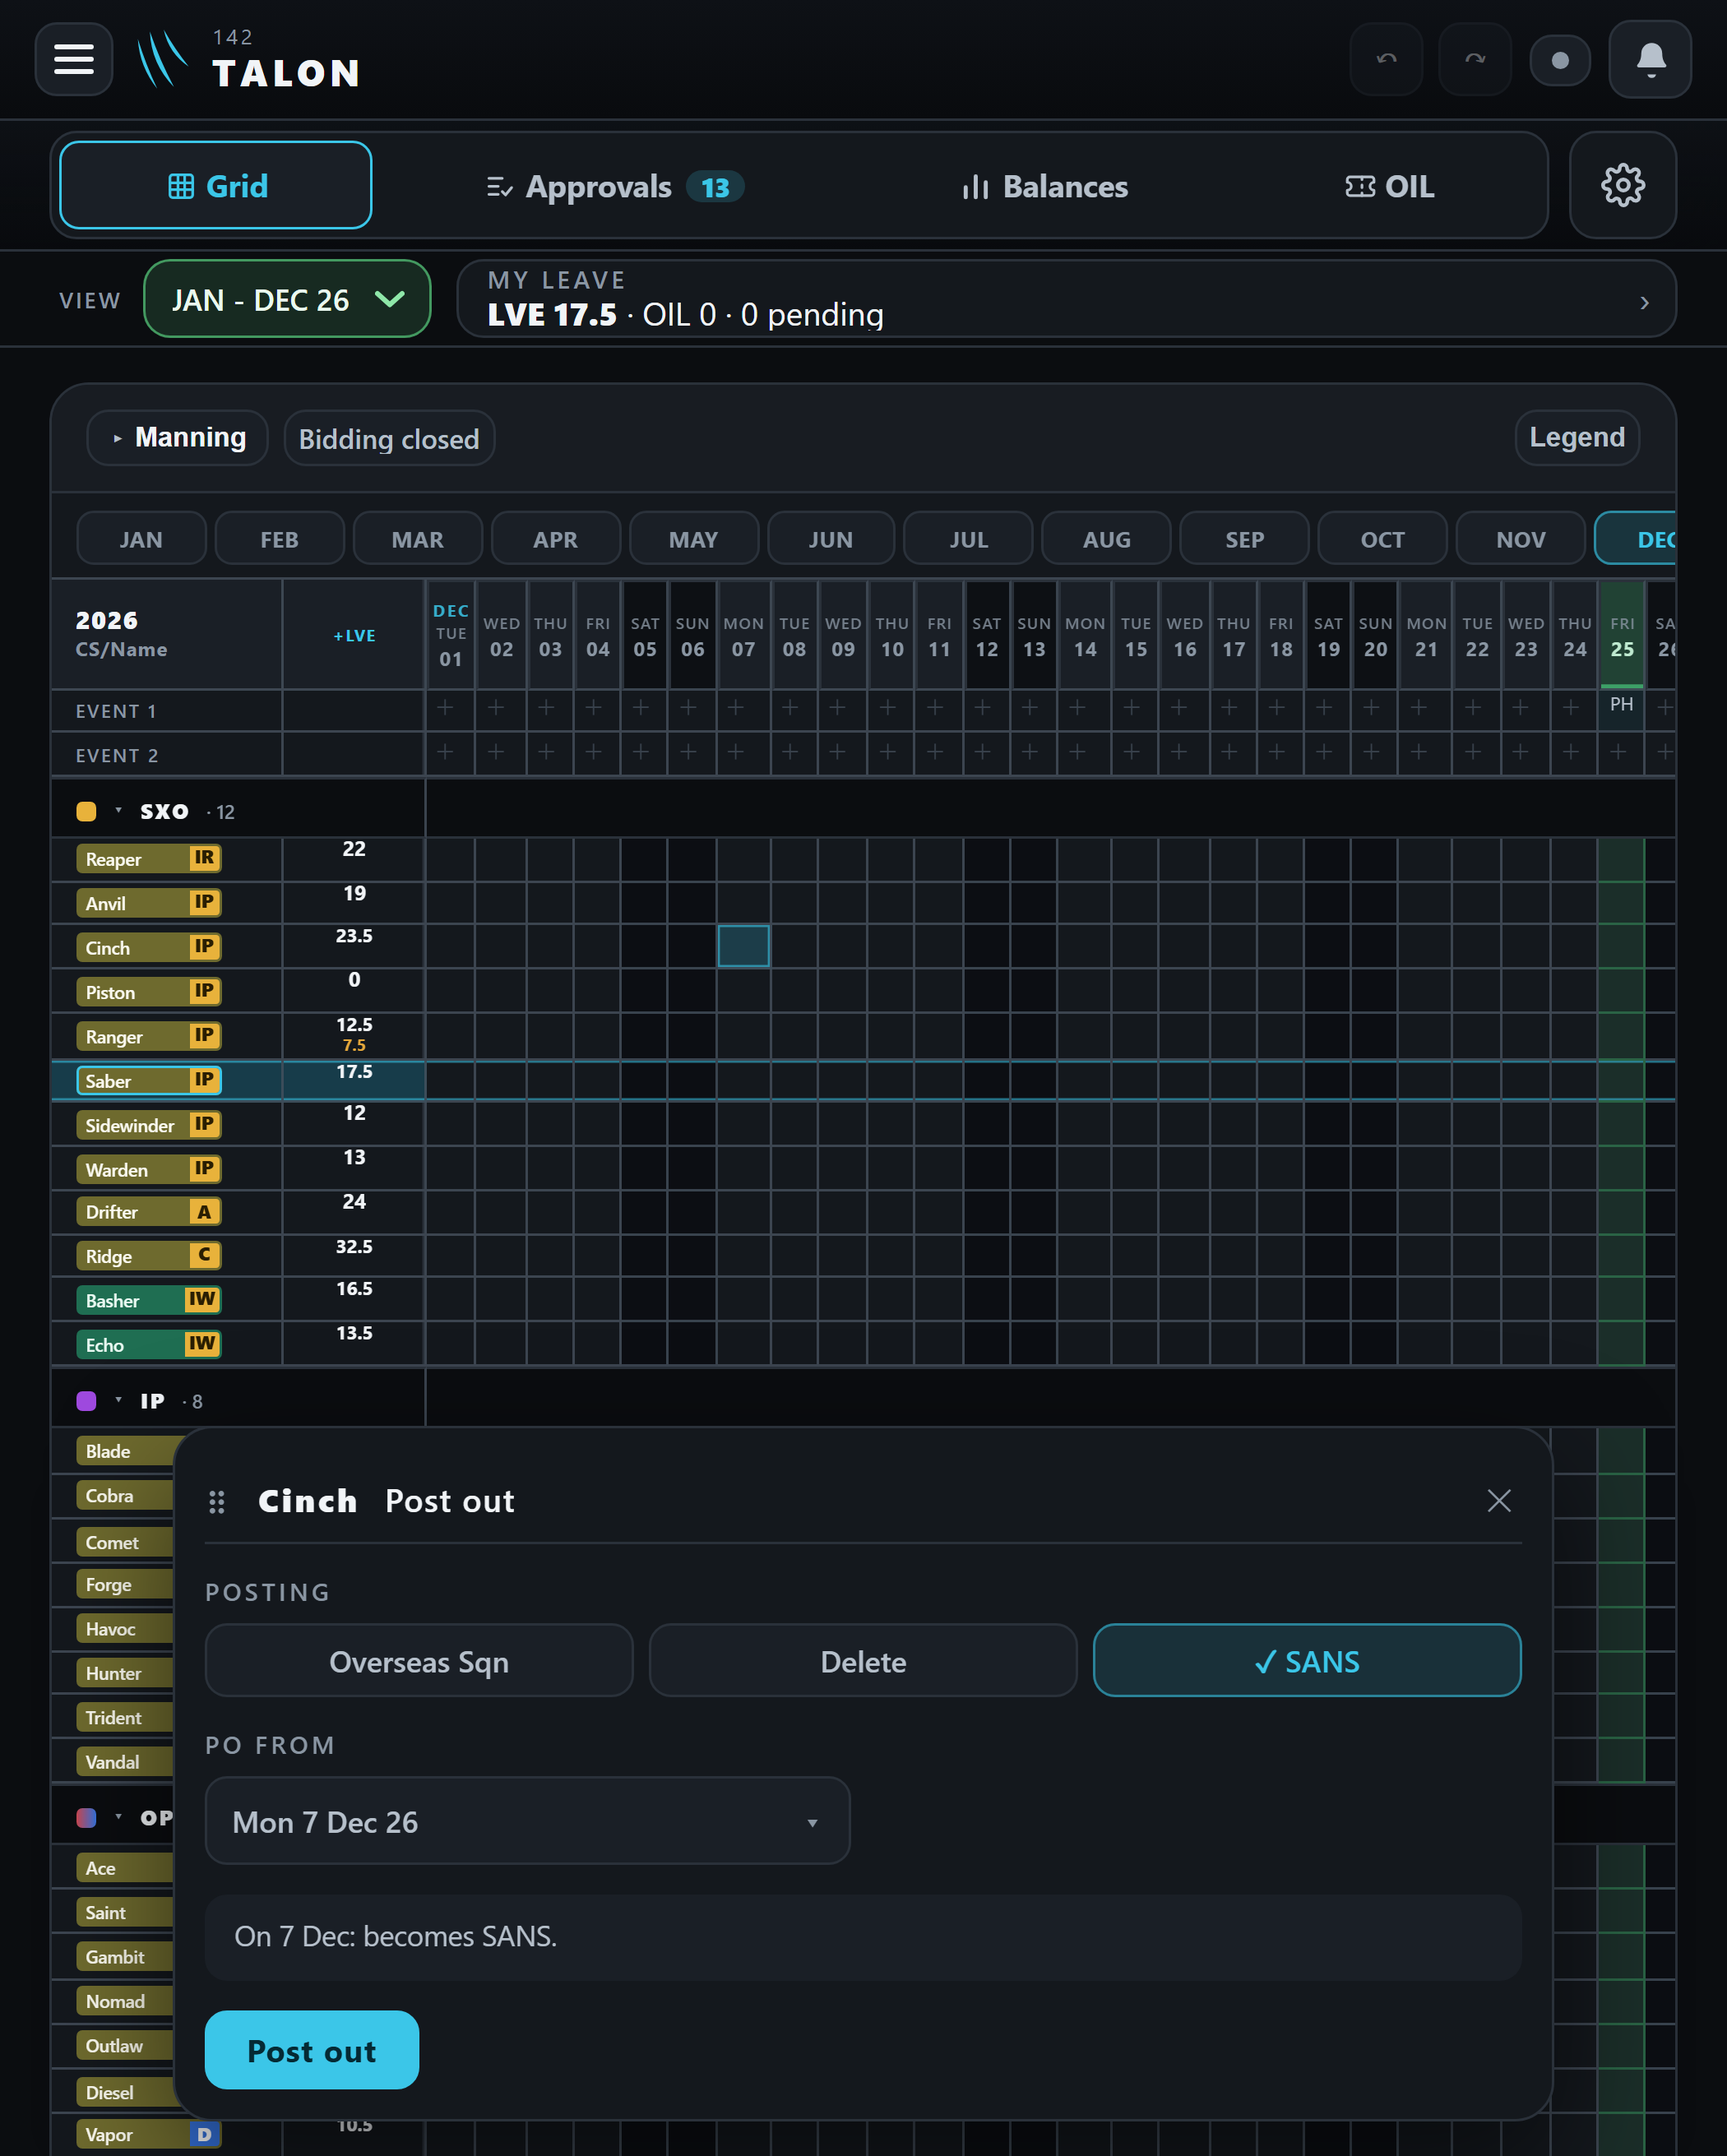 142
TALON
Grid
Approvals 13
Balances
OIL
VIEW
JAN - DEC 26
MY LEAVE
LVE 17.5 · OIL 0 · 0 pending
Manning
Bidding closed
Legend
JAN FEB MAR APR MAY JUN JUL AUG SEP OCT NOV DEC
2026
CS/Name
+LVE
DEC
TUE WED THU FRI SAT SUN MON TUE WED THU FRI SAT SUN MON TUE WED THU FRI SAT SUN MON TUE WED THU FRI
01 02 03 04 05 06 07 08 09 10 11 12 13 14 15 16 17 18 19 20 21 22 23 24 25
EVENT 1 PH
EVENT 2
SXO · 12
Reaper IR 22
Anvil IP 19
Cinch IP 23.5
Piston IP 0
Ranger IP 12.5
7.5
Saber IP 17.5
Sidewinder IP 12
Warden IP 13
Drifter A 24
Ridge C 32.5
Basher IW 16.5
Echo IW 13.5
IP · 8
Blade
Cobra
Comet
Forge
Havoc
Hunter
Trident
Vandal
OP
Ace
Saint
Gambit
Nomad
Outlaw
Diesel
Vapor D 10.5
Cinch Post out
POSTING
Overseas Sqn
Delete
✓ SANS
PO FROM
Mon 7 Dec 26
On 7 Dec: becomes SANS.
Post out